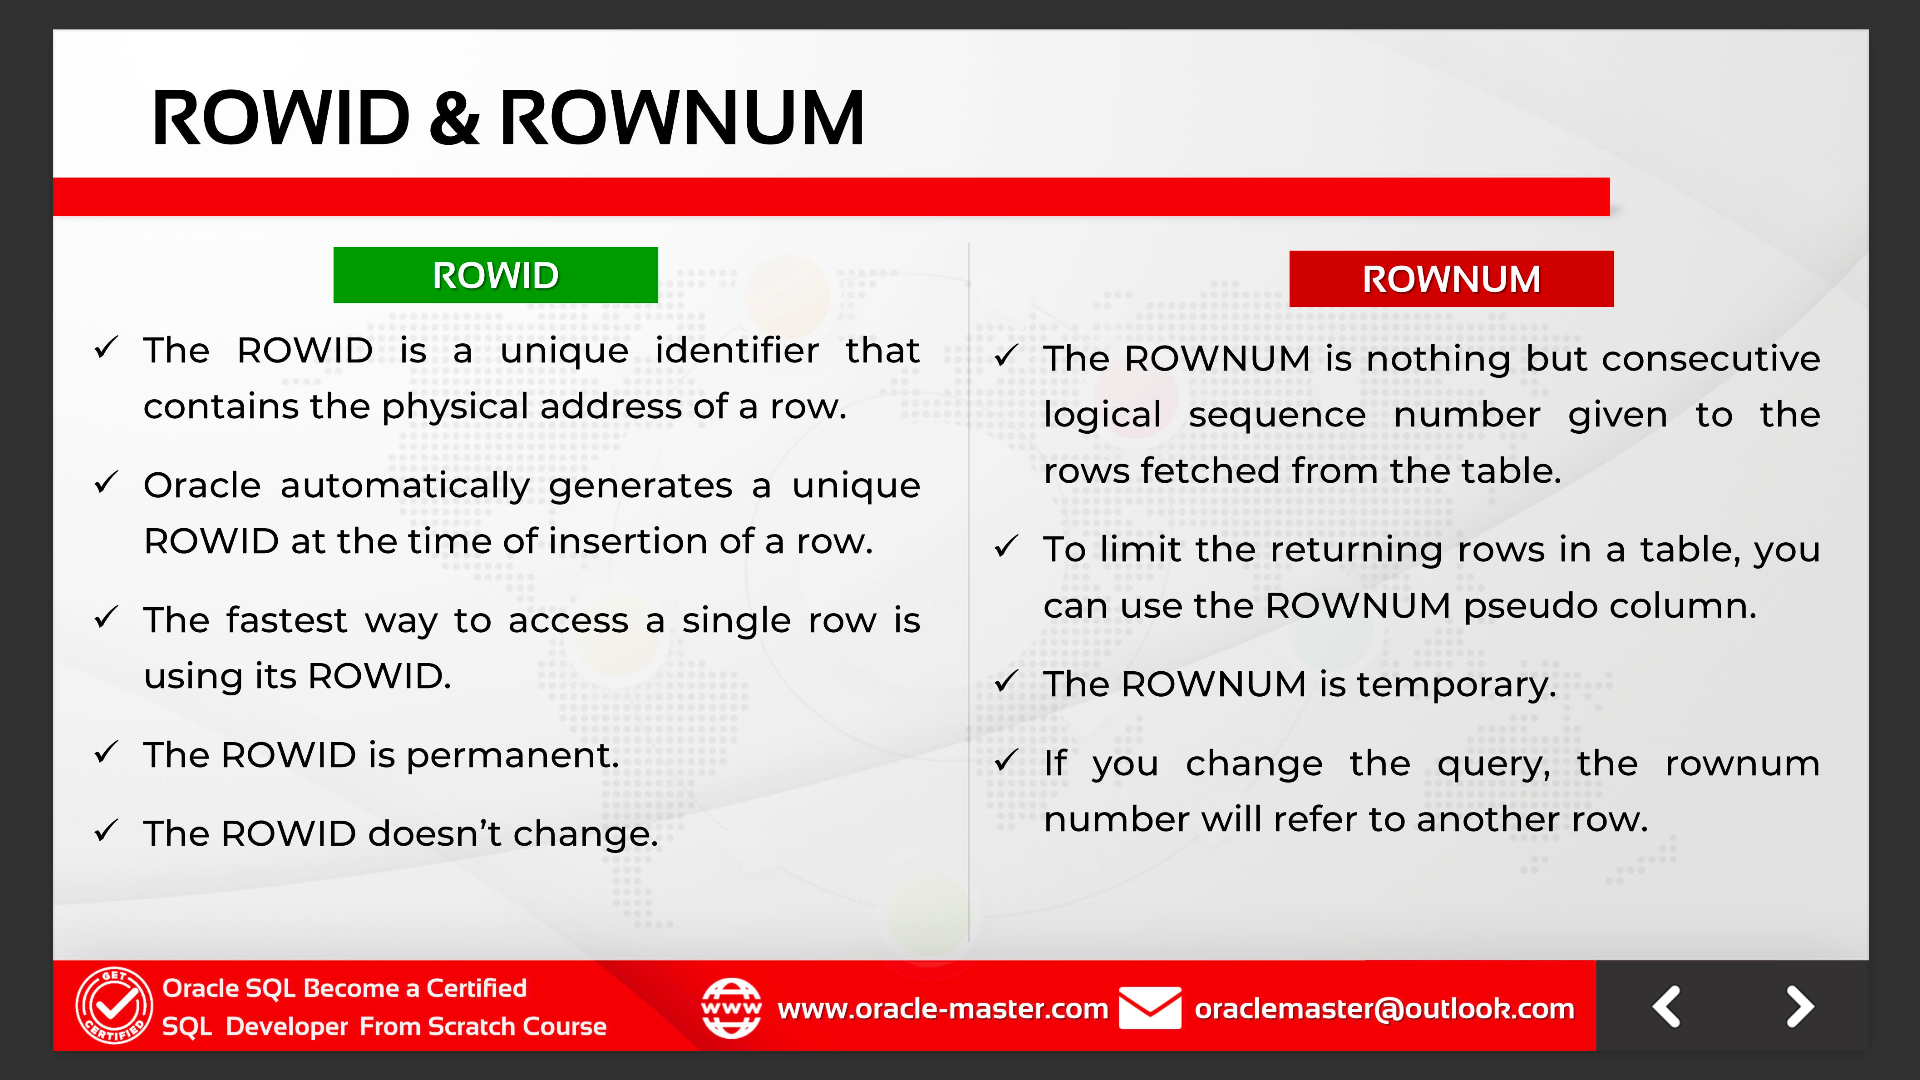 ROWID & ROWNUM
ROWID
The ROWID is a unique identifier that
contains the physical address of a row.
Oracle automatically generates a unique
ROWID at the time of insertion of a row.
The fastest way to access a single row is
using its ROWID.
The ROWID is permanent.
The ROWID doesn’t change.
ROWNUM
The ROWNUM is nothing but consecutive
logical sequence number given to the
rows fetched from the table.
To limit the returning rows in a table, you
can use the ROWNUM pseudo column.
The ROWNUM is temporary.
If you change the query, the rownum
number will refer to another row.
GET
CERTIFIED
Oracle SQL Become a Certified
SQL Developer From Scratch Course
www
www.oracle-master.com
oraclemaster@outlook.com